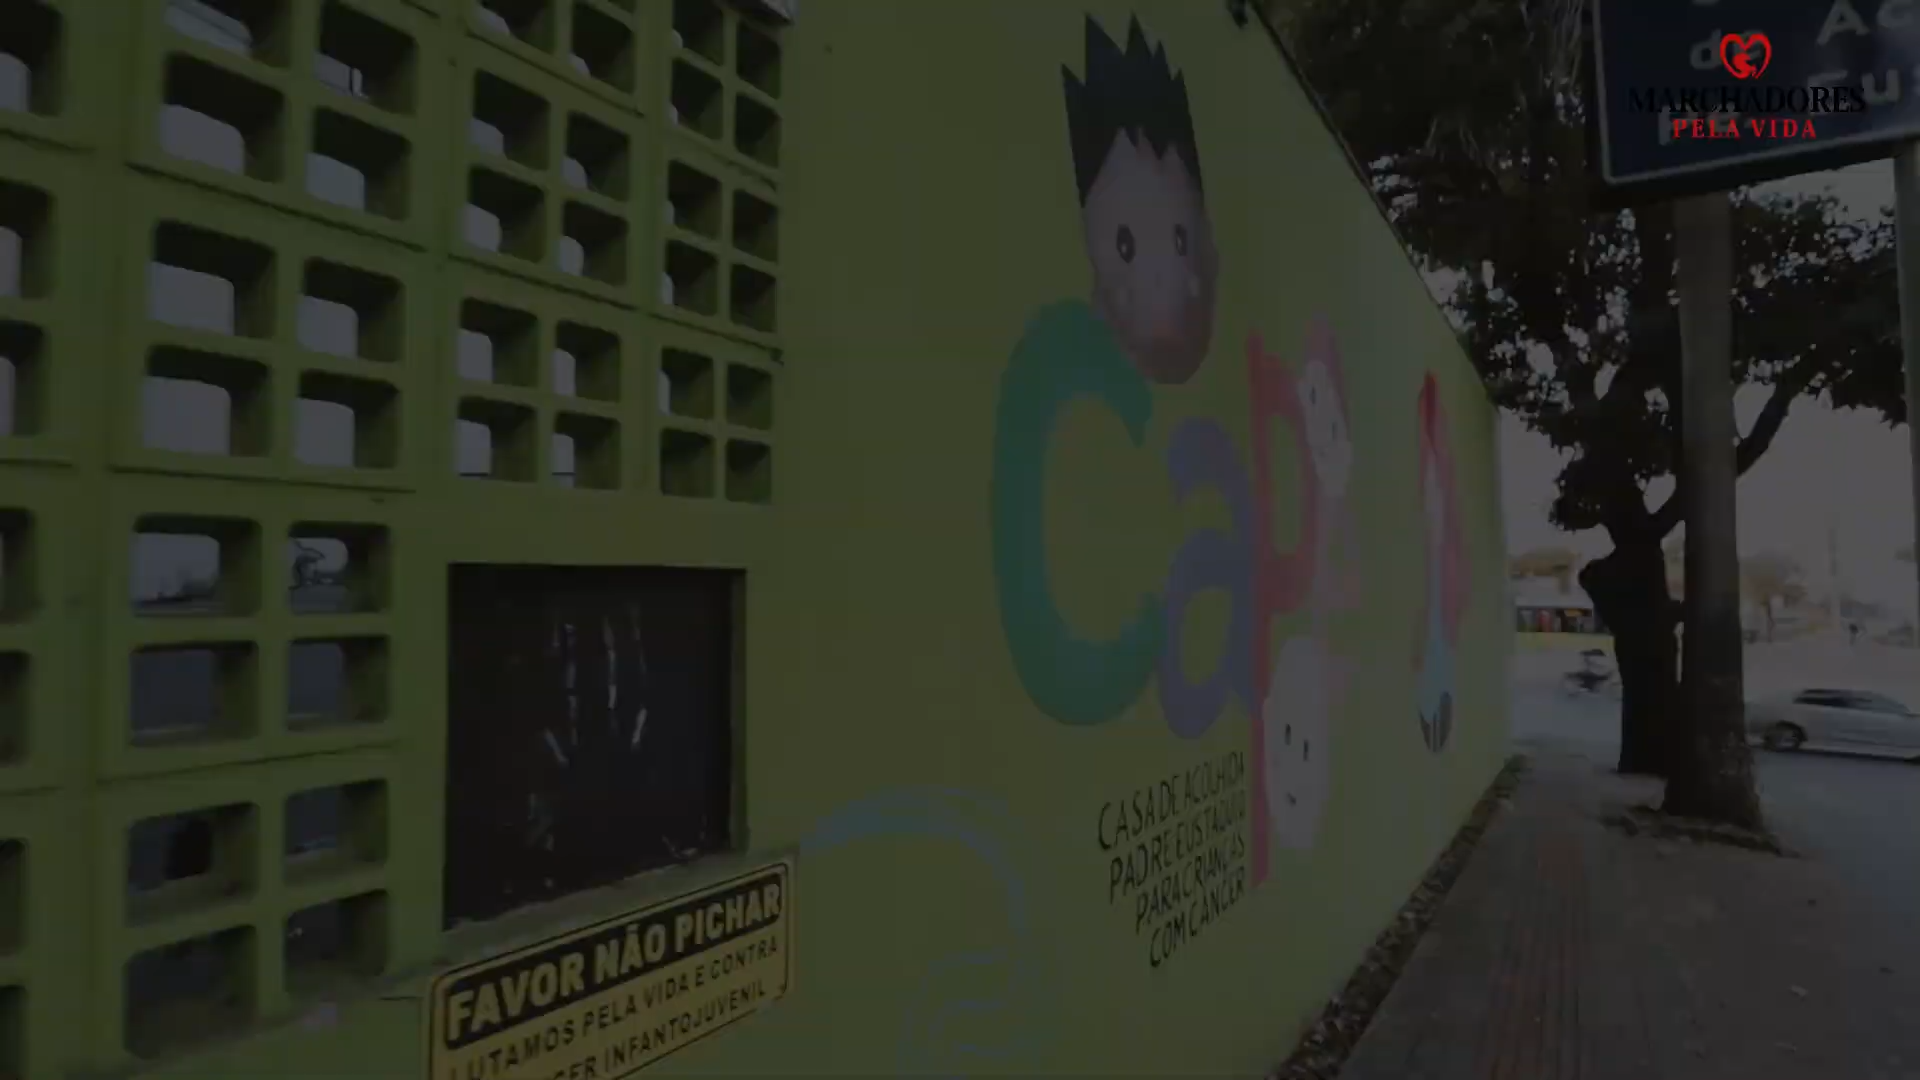 MARCHADORES
PELA VIDA
Cap
CASA DE ACOLHIDA
PADRE EUSTÁQUIO
PARA CRIANÇAS
COM CÂNCER
FAVOR NÃO PICHAR
LUTAMOS PELA VIDA E CONTRA
INFANTOJUVENIL